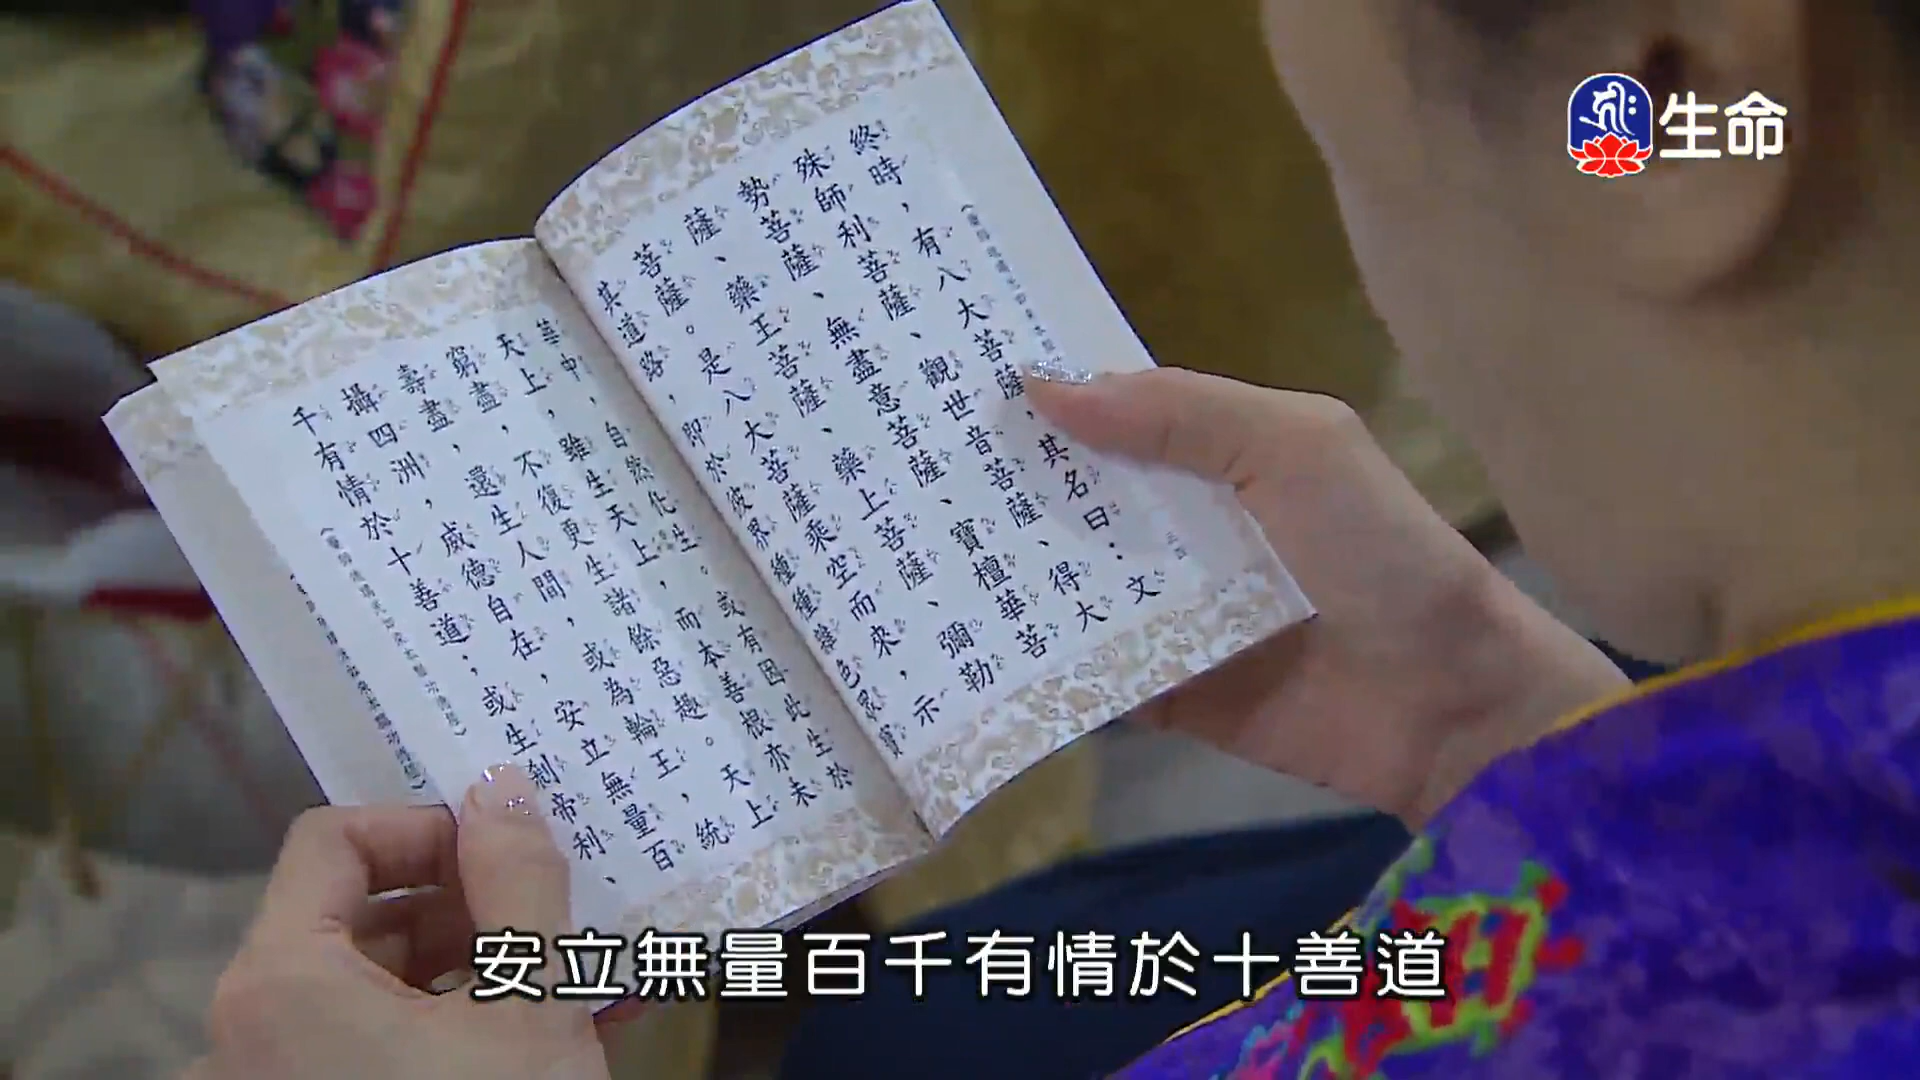 生命
終時，有八大菩薩，其名曰：文
殊師利菩薩、觀世音菩薩、得大
勢菩薩、無盡意菩薩、寶檀華菩
薩、藥王菩薩、藥上菩薩、彌勒
菩薩。是八大菩薩乘空而來，示
其道路，即於彼界種種雜色眾寶
華中，自然化生。或有因此生於
天上，雖生天上，而本善根亦未
窮盡，不復更生諸餘惡趣。天上
壽盡，還生人間，或為輪王，統
攝四洲，威德自在，安立無量百
千有情於十善道；或生剎帝利、
安立無量百千有情於十善道